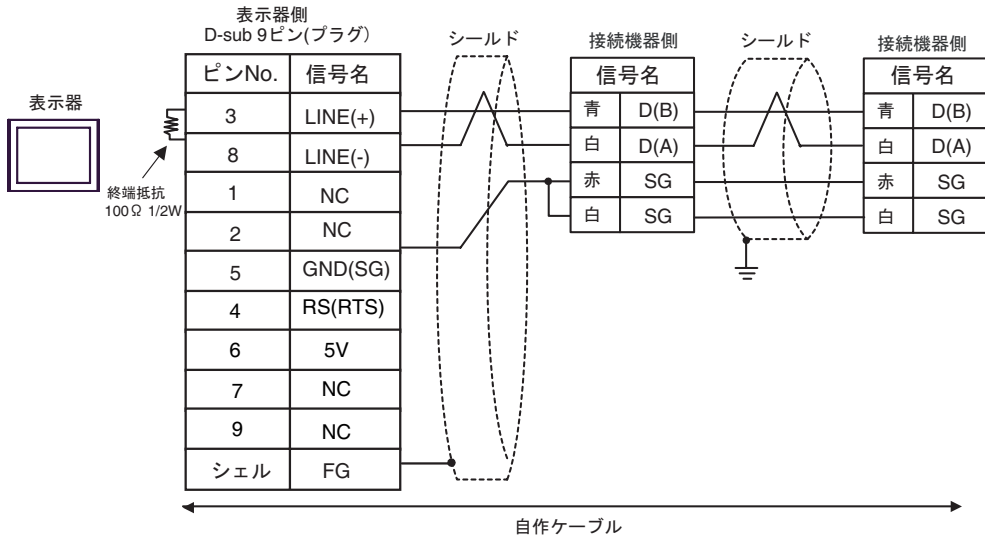 表示器
表示器側
D-sub 9ピン(プラグ)
ピンNo. 信号名
3 LINE(+)
8 LINE(-)
1 NC
2 NC
5 GND(SG)
4 RS(RTS)
6 5V
7 NC
9 NC
シェル FG
終端抵抗
100Ω 1/2W
シールド
接続機器側
信号名
青 D(B)
白 D(A)
赤 SG
白 SG
シールド
接続機器側
信号名
青 D(B)
白 D(A)
赤 SG
白 SG
自作ケーブル